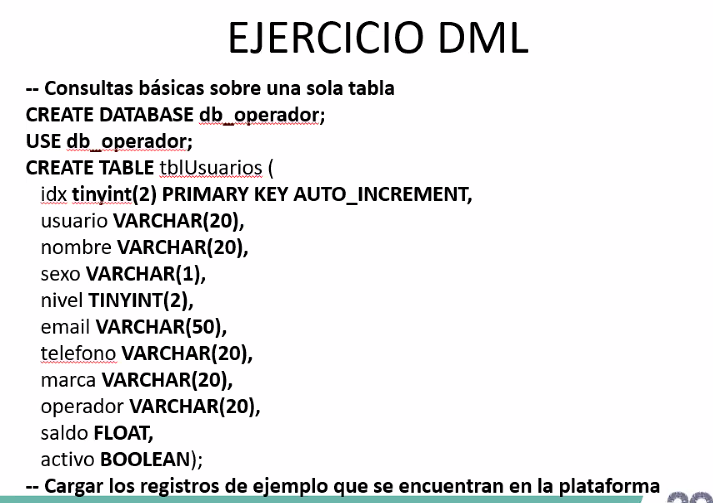 EJERCICIO DML
-- Consultas básicas sobre una sola tabla
CREATE DATABASE db_operador;
USE db_operador;
CREATE TABLE tblUsuarios (
idx tinyint(2) PRIMARY KEY AUTO_INCREMENT,
usuario VARCHAR(20),
nombre VARCHAR(20),
sexo VARCHAR(1),
nivel TINYINT(2),
email VARCHAR(50),
telefono VARCHAR(20),
marca VARCHAR(20),
operador VARCHAR(20),
saldo FLOAT,
activo BOOLEAN);
-- Cargar los registros de ejemplo que se encuentran en la plataforma